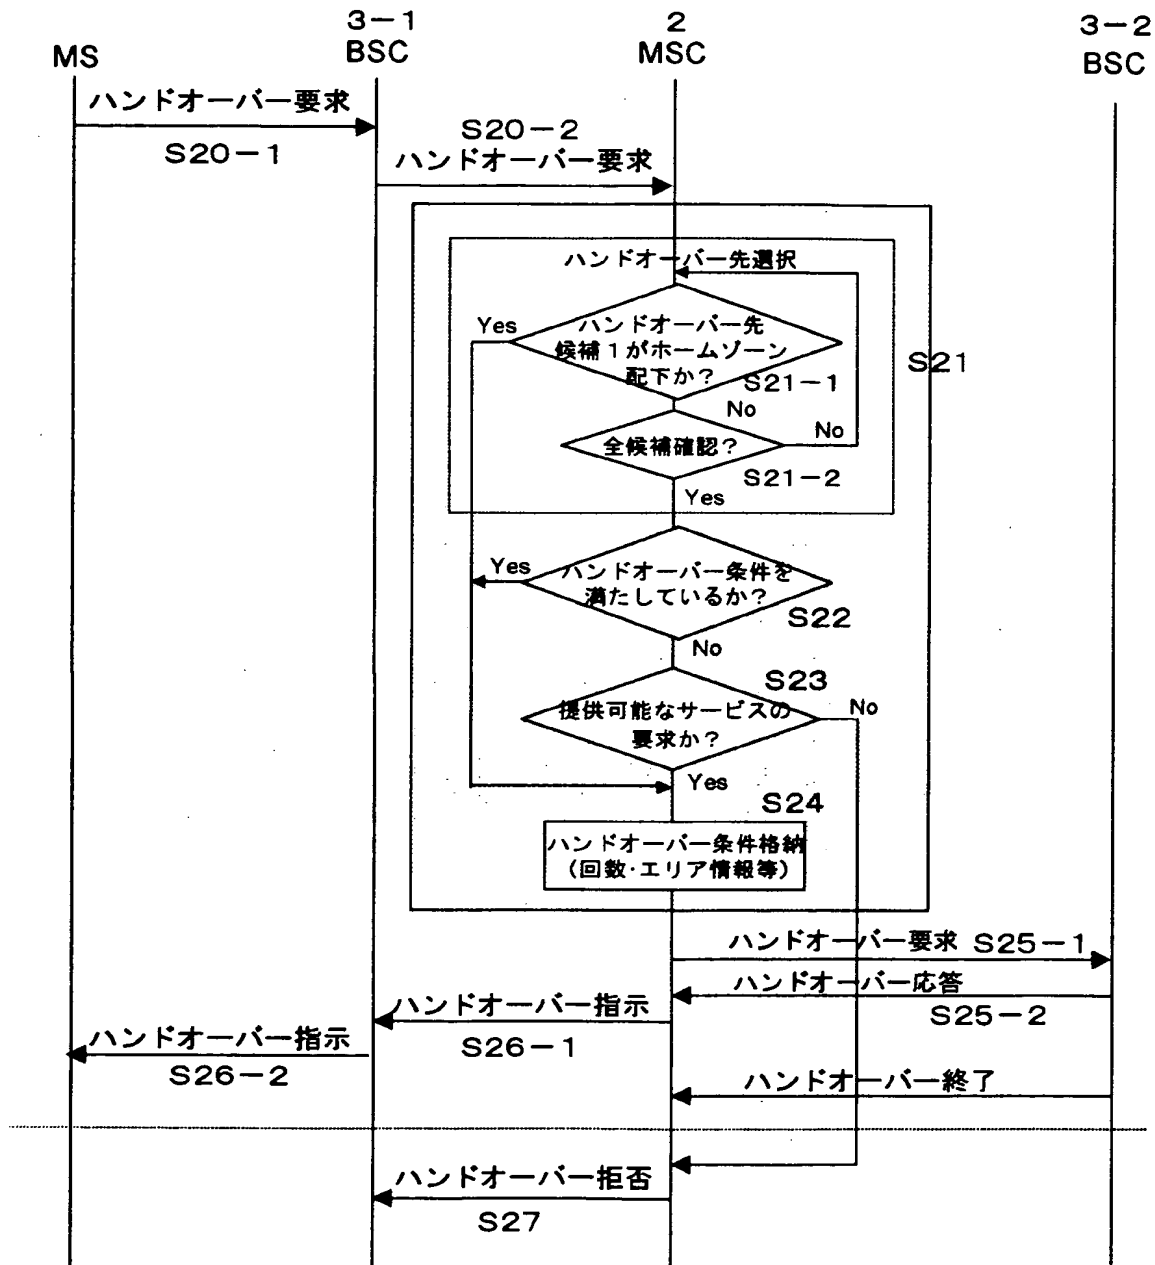 MS
3-1
BSC
2
MSC
3-2
BSC
ハンドオーバー要求
S20-1
S20-2
ハンドオーバー要求
ハンドオーバー先選択
Yes
ハンドオーバー先
候補1がホームゾーン
配下か?
S21-1
S21
No
全候補確認?
No
S21-2
Yes
Yes
ハンドオーバー条件を
満たしているか?
S22
No
S23
提供可能なサービスの
要求か?
No
Yes
S24
ハンドオーバー条件格納
(回数・エリア情報等)
ハンドオーバー要求 S25-1
ハンドオーバー応答
S25-2
ハンドオーバー指示
S26-1
ハンドオーバー指示
S26-2
ハンドオーバー終了
ハンドオーバー拒否
S27